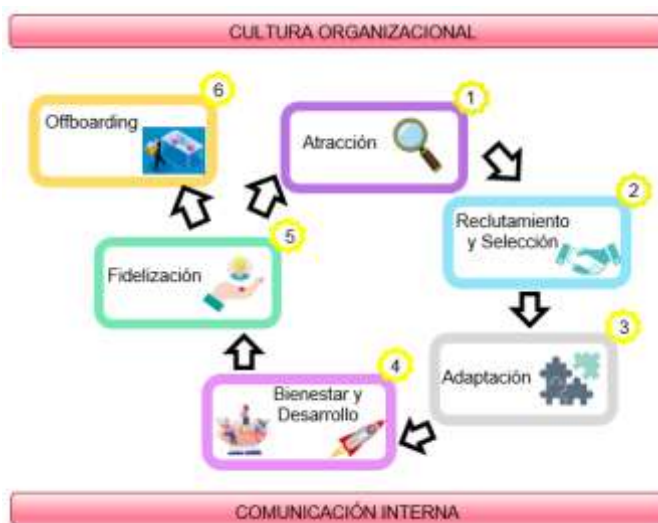 CULTURA ORGANIZACIONAL
6
Offboarding
1
Atracción
2
Reclutamiento
y Selección
5
Fidelización
3
Adaptación
4
Bienestar y
Desarrollo
COMUNICACIÓN INTERNA